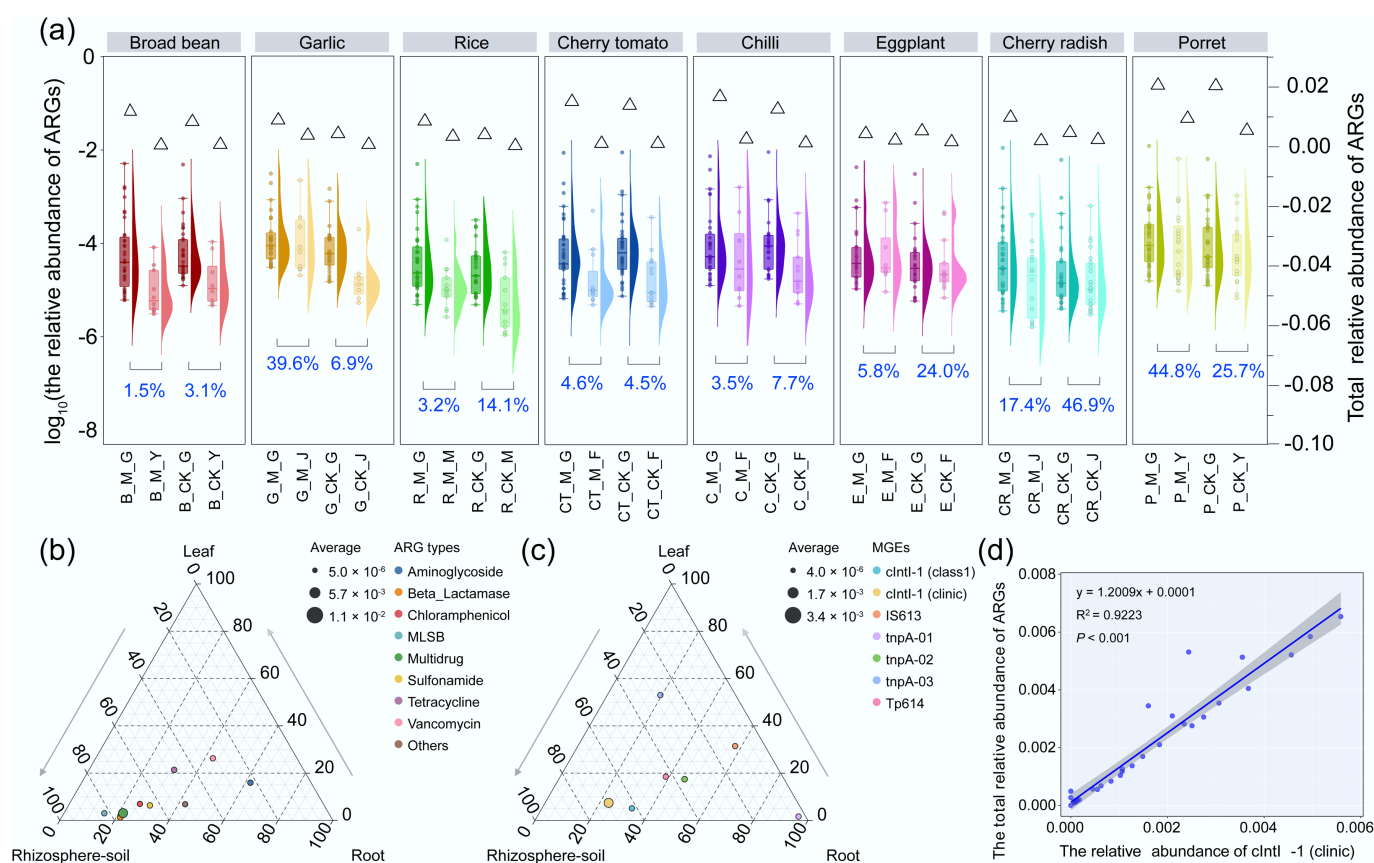 (a)
Broad bean Garlic Rice Cherry tomato Chilli Eggplant Cherry radish Porret
log10(the relative abundance of ARGs)
0
-2
-4
-6
-8
Total relative abundance of ARGs
0.02
0.00
-0.02
-0.04
-0.06
-0.08
-0.10
1.5% 3.1%
39.6% 6.9%
3.2% 14.1%
4.6% 4.5%
3.5% 7.7%
5.8% 24.0%
17.4% 46.9%
44.8% 25.7%
B_M_G
B_M_Y
B_CK_G
B_CK_Y
G_M_G
G_M_J
G_CK_G
G_CK_J
R_M_G
R_M_M
R_CK_G
R_CK_M
CT_M_G
CT_M_F
CT_CK_G
CT_CK_F
C_M_G
C_M_F
C_CK_G
C_CK_F
E_M_G
E_M_F
E_CK_G
E_CK_F
CR_M_G
CR_M_J
CR_CK_G
CR_CK_J
P_M_G
P_M_Y
P_CK_G
P_CK_Y
(b)
Leaf
0
20
40
60
80
100
100
80
60
40
20
0
0 20 40 60 80 100
Rhizosphere-soil Root
Average
5.0 × 10-6
5.7 × 10-3
1.1 × 10-2
ARG types
Aminoglycoside
Beta_Lactamase
Chloramphenicol
MLSB
Multidrug
Sulfonamide
Tetracycline
Vancomycin
Others
(c)
Leaf
0
20
40
60
80
100
100
80
60
40
20
0
0 20 40 60 80 100
Rhizosphere-soil Root
Average
4.0 × 10-6
1.7 × 10-3
3.4 × 10-3
MGEs
cIntI-1 (class1)
cIntI-1 (clinic)
IS613
tnpA-01
tnpA-02
tnpA-03
Tp614
(d)
The total relative abundance of ARGs
0.008
0.006
0.004
0.002
0.000
y = 1.2009x + 0.0001
R2 = 0.9223
P < 0.001
0.000 0.002 0.004 0.006
The relative abundance of cIntI -1 (clinic)